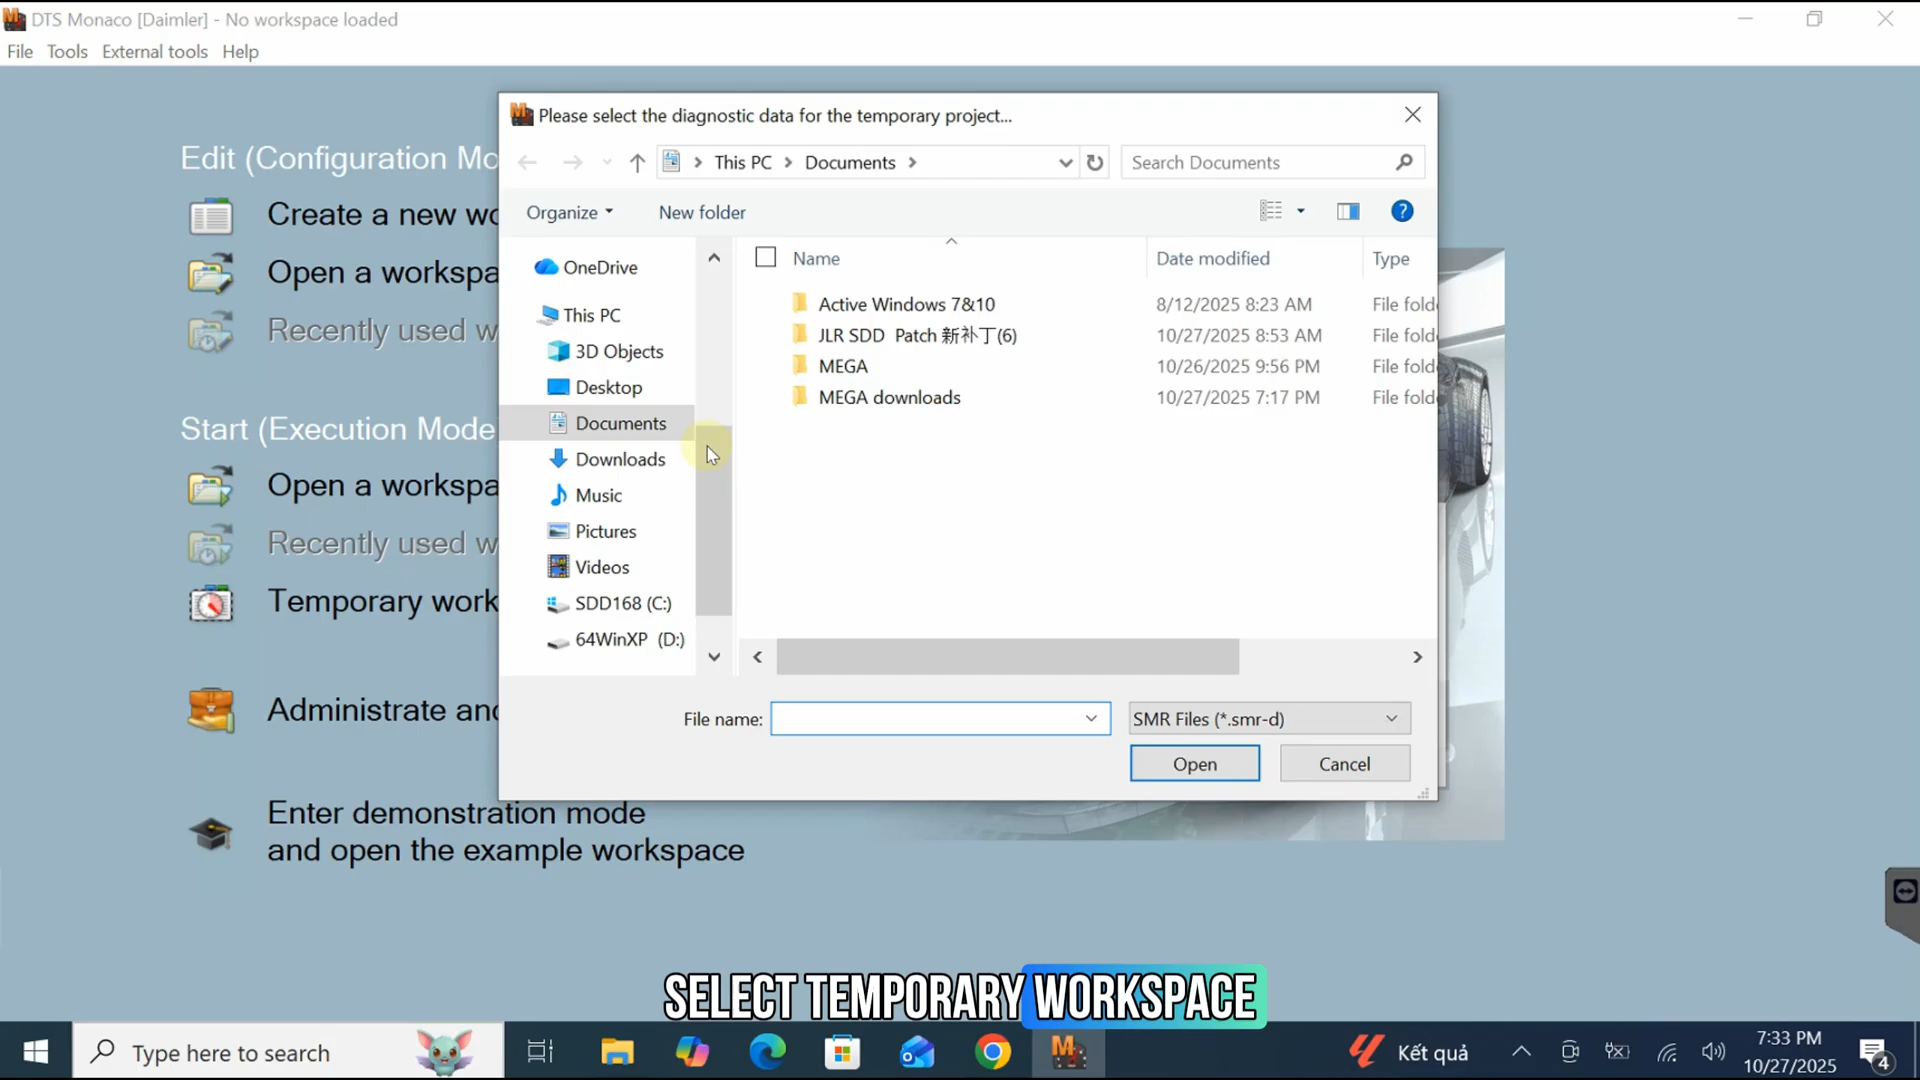 DTS Monaco [Daimler] - No workspace loaded
File Tools External tools Help
Please select the diagnostic data for the temporary project...
This PC Documents
Search Documents
Organize New folder
Name Date modified Type
OneDrive
This PC
3D Objects
Desktop
Documents
Downloads
Music
Pictures
Videos
SDD168 (C:)
64WinXP (D:)
Active Windows 7&10 8/12/2025 8:23 AM File fold
JLR SDD Patch 新补丁(6) 10/27/2025 8:53 AM File fold
MEGA 10/26/2025 9:56 PM File fold
MEGA downloads 10/27/2025 7:17 PM File fold
File name:
SMR Files (*.smr-d)
Open Cancel
Edit (Configuration Mo
Create a new wo
Open a workspa
Recently used w
Start (Execution Mode
Open a workspa
Recently used w
Temporary work
Administrate and
Enter demonstration mode
and open the example workspace
SELECT TEMPORARY WORKSPACE
Type here to search
Kết quả
7:33 PM
10/27/2025
4